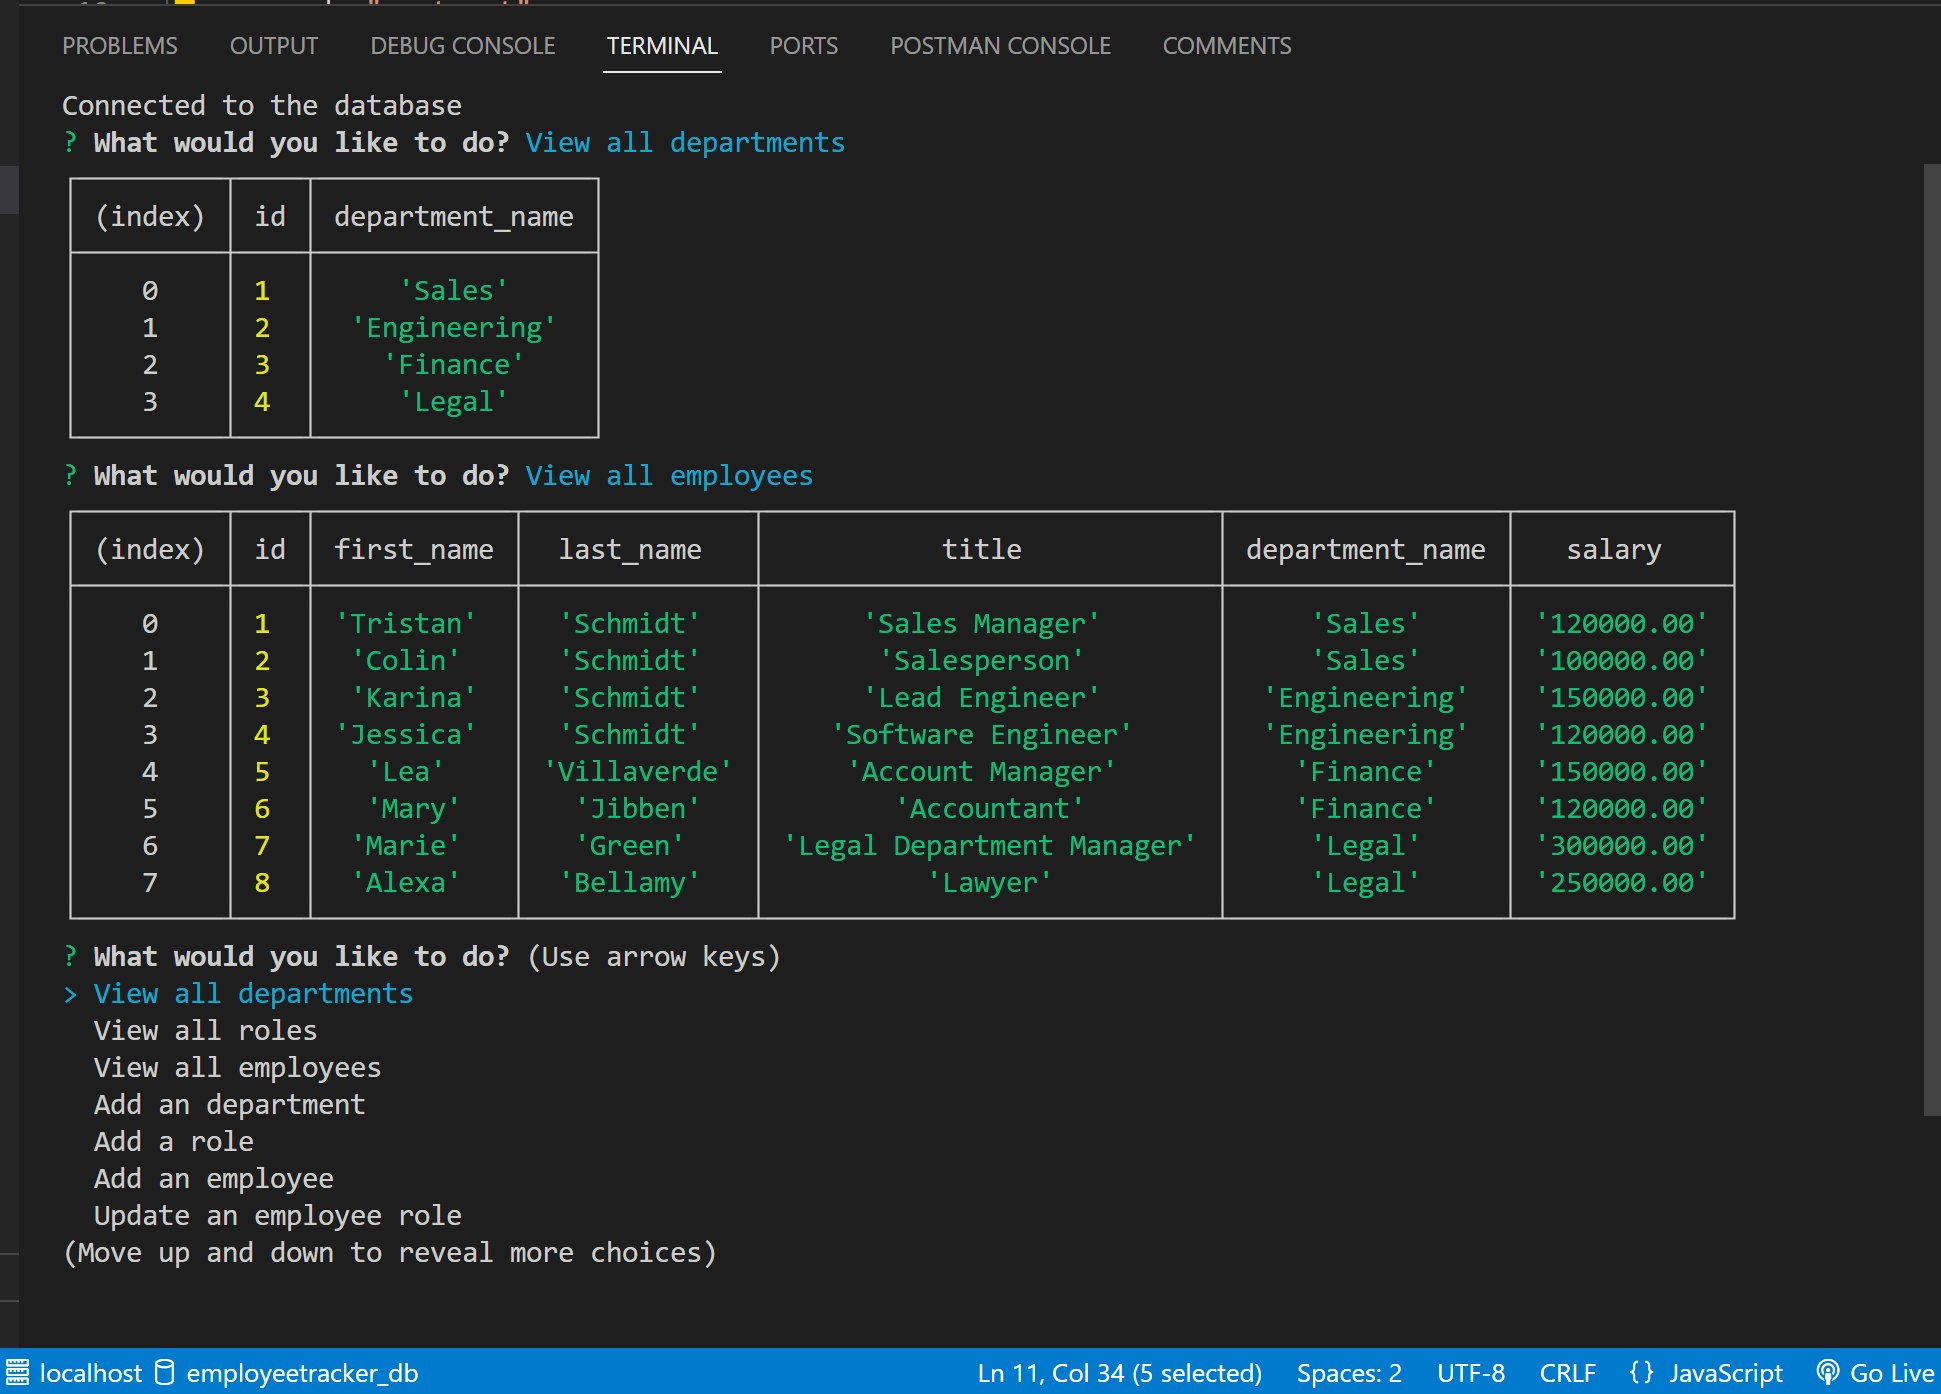 PROBLEMS OUTPUT DEBUG CONSOLE TERMINAL PORTS POSTMAN CONSOLE COMMENTS
Connected to the database
? What would you like to do? View all departments
(index) id department_name
0 1 'Sales'
1 2 'Engineering'
2 3 'Finance'
3 4 'Legal'
? What would you like to do? View all employees
(index) id first_name last_name title department_name salary
0 1 'Tristan' 'Schmidt' 'Sales Manager' 'Sales' '120000.00'
1 2 'Colin' 'Schmidt' 'Salesperson' 'Sales' '100000.00'
2 3 'Karina' 'Schmidt' 'Lead Engineer' 'Engineering' '150000.00'
3 4 'Jessica' 'Schmidt' 'Software Engineer' 'Engineering' '120000.00'
4 5 'Lea' 'Villaverde' 'Account Manager' 'Finance' '150000.00'
5 6 'Mary' 'Jibben' 'Accountant' 'Finance' '120000.00'
6 7 'Marie' 'Green' 'Legal Department Manager' 'Legal' '300000.00'
7 8 'Alexa' 'Bellamy' 'Lawyer' 'Legal' '250000.00'
? What would you like to do? (Use arrow keys)
> View all departments
View all roles
View all employees
Add an department
Add a role
Add an employee
Update an employee role
(Move up and down to reveal more choices)
localhost employeetracker_db Ln 11, Col 34 (5 selected) Spaces: 2 UTF-8 CRLF {} JavaScript Go Live